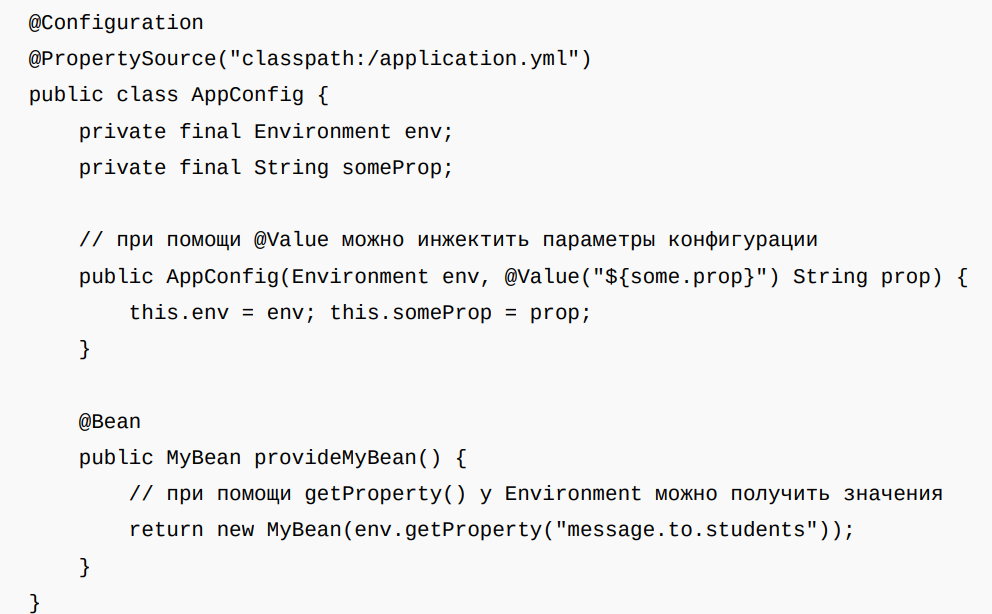 @Configuration
@PropertySource("classpath:/application.yml")
public class AppConfig {
    private final Environment env;
    private final String someProp;

    // при помощи @Value можно инжектить параметры конфигурации
    public AppConfig(Environment env, @Value("${some.prop}") String prop) {
        this.env = env; this.someProp = prop;
    }

    @Bean
    public MyBean provideMyBean() {
        // при помощи getProperty() у Environment можно получить значения
        return new MyBean(env.getProperty("message.to.students"));
    }
}